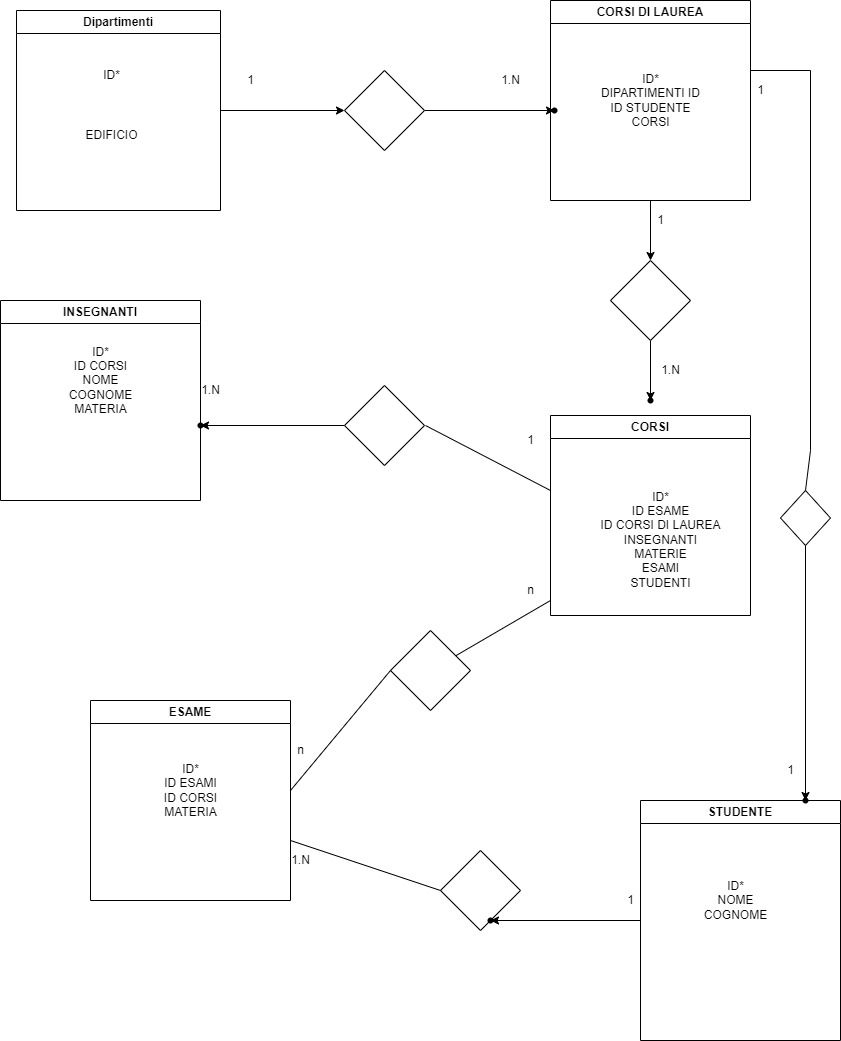 Dipartimenti
ID*
EDIFICIO
1
1.N
CORSI DI LAUREA
ID*
DIPARTIMENTI ID
ID STUDENTE
CORSI
1
1
1.N
INSEGNANTI
ID*
ID CORSI
NOME
COGNOME
MATERIA
1.N
1
CORSI
ID*
ID ESAME
ID CORSI DI LAUREA
INSEGNANTI
MATERIE
ESAMI
STUDENTI
n
ESAME
ID*
ID ESAMI
ID CORSI
MATERIA
n
1.N
1
1
STUDENTE
ID*
NOME
COGNOME